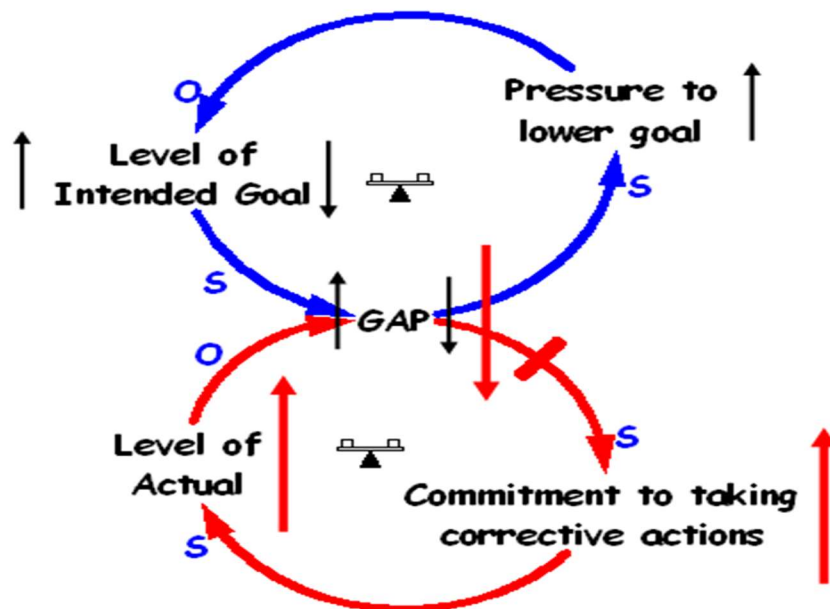 O
Pressure to
lower goal
Level of
Intended Goal
S
S
GAP
O
Level of
Actual
S
Commitment to taking
corrective actions
S